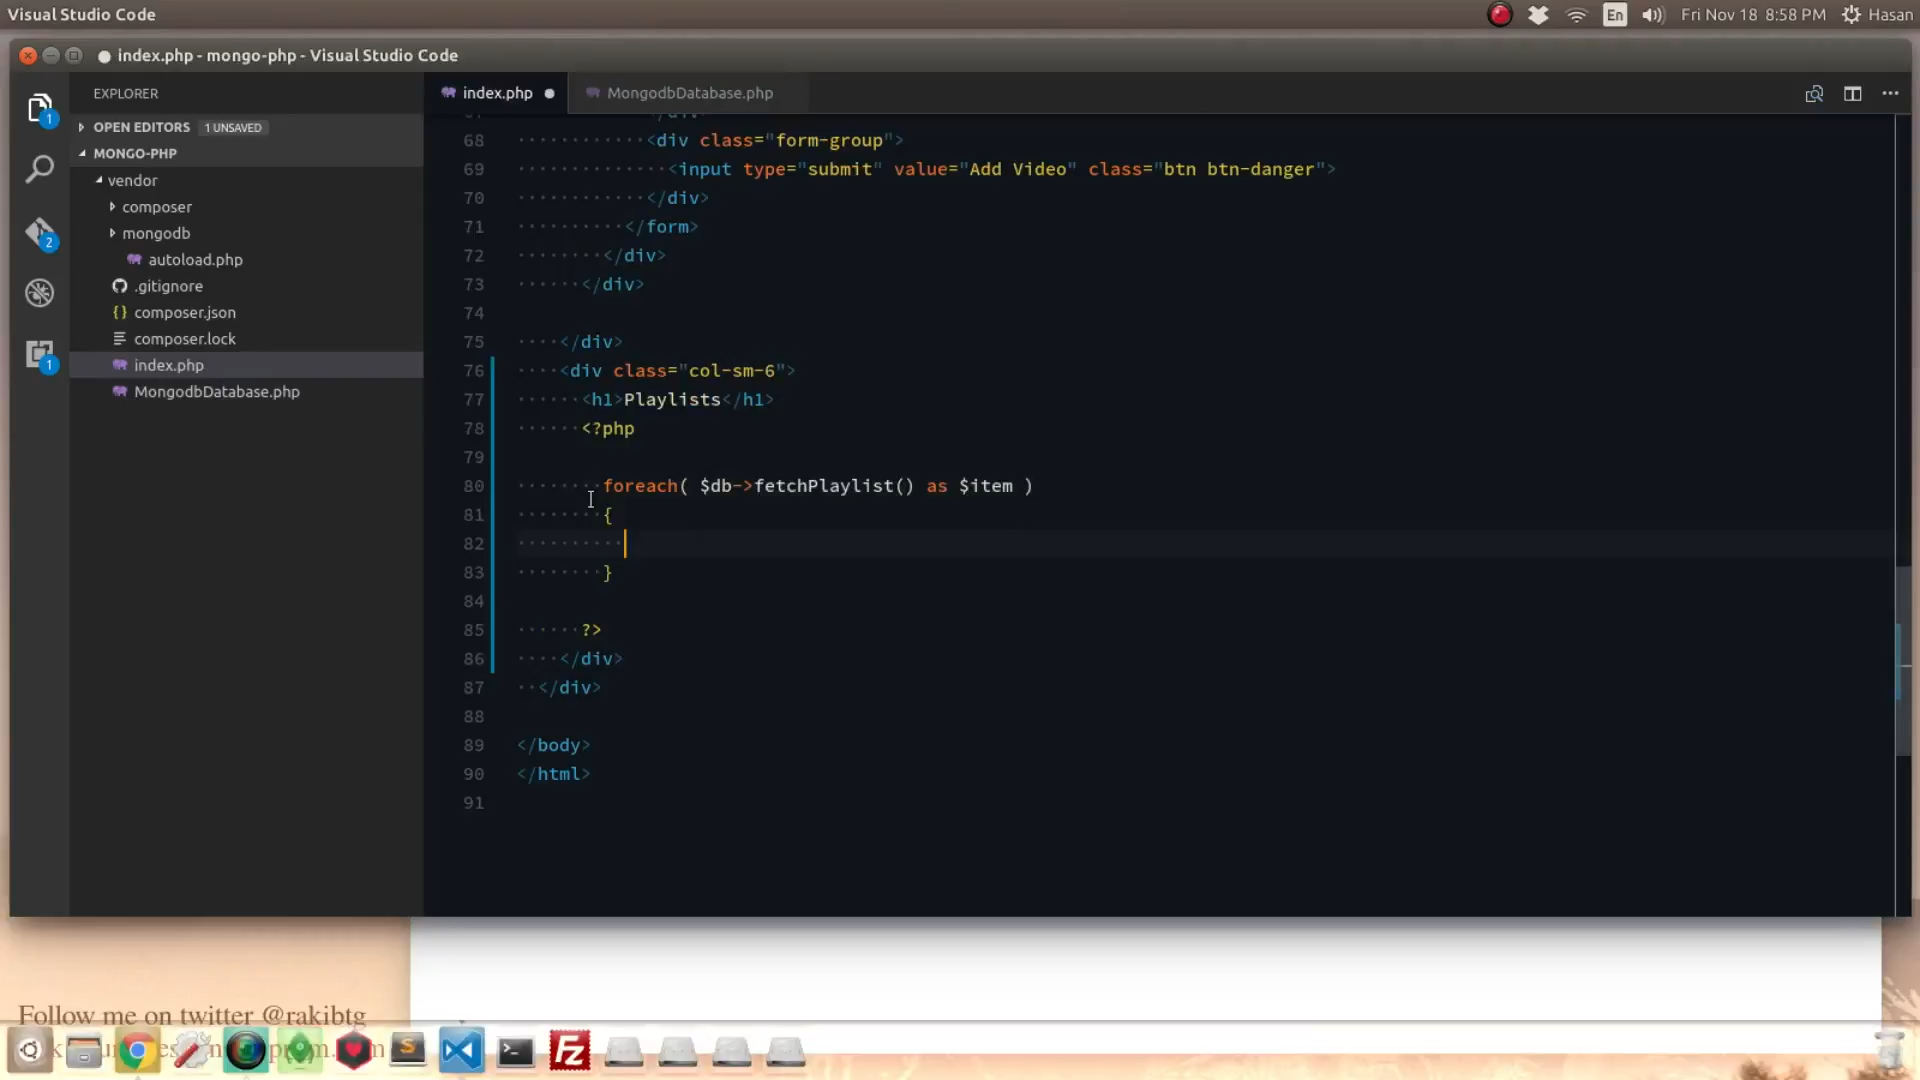 Visual Studio Code
En
Fri Nov 18 8:58 PM
Hasan
index.php - mongo-php - Visual Studio Code
EXPLORER
OPEN EDITORS 1 UNSAVED
MONGO-PHP
vendor
composer
mongodb
autoload.php
.gitignore
composer.json
composer.lock
index.php
MongodbDatabase.php
1
2
1
index.php
MongodbDatabase.php
68 <div class="form-group">
69 <input type="submit" value="Add Video" class="btn btn-danger">
70 </div>
71 </form>
72 </div>
73 </div>
74
75 </div>
76 <div class="col-sm-6">
77 <h1>Playlists</h1>
78 <?php
79
80 foreach( $db->fetchPlaylist() as $item )
81 {
82
83 }
84
85 ?>
86 </div>
87 </div>
88
89 </body>
90 </html>
91
Follow me on twitter @rakibtg